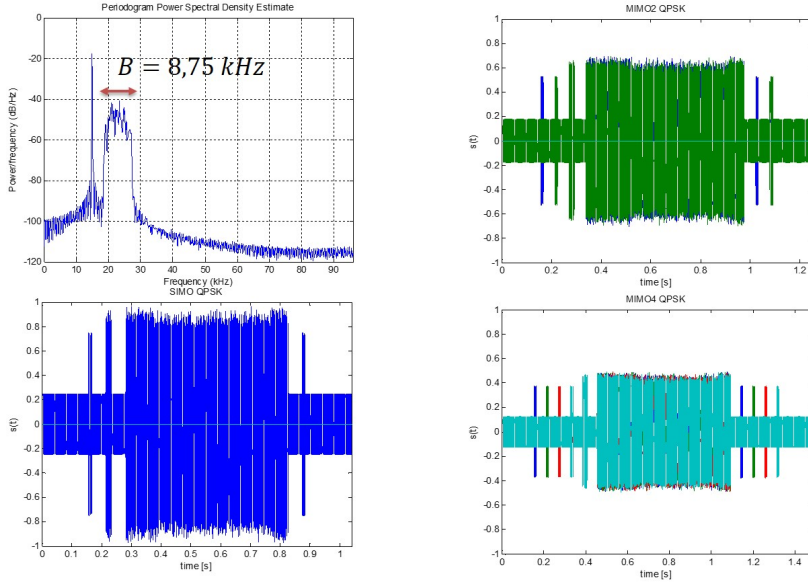 Periodogram Power Spectral Density Estimate
B = 8,75 kHz
Power/frequency (dB/Hz)
0
-20
-40
-60
-80
-100
-120
0 10 20 30 40 50 60 70 80 90
Frequency (kHz)
MIMO2 QPSK
s(t)
1
0.8
0.6
0.4
0.2
0
-0.2
-0.4
-0.6
-0.8
-1
0 0.2 0.4 0.6 0.8 1 1.2
time [s]
SIMO QPSK
s(t)
1
0.8
0.6
0.4
0.2
0
-0.2
-0.4
-0.6
-0.8
-1
0 0.1 0.2 0.3 0.4 0.5 0.6 0.7 0.8 0.9 1
time [s]
MIMO4 QPSK
s(t)
1
0.8
0.6
0.4
0.2
0
-0.2
-0.4
-0.6
-0.8
-1
0 0.2 0.4 0.6 0.8 1 1.2 1.4
time [s]